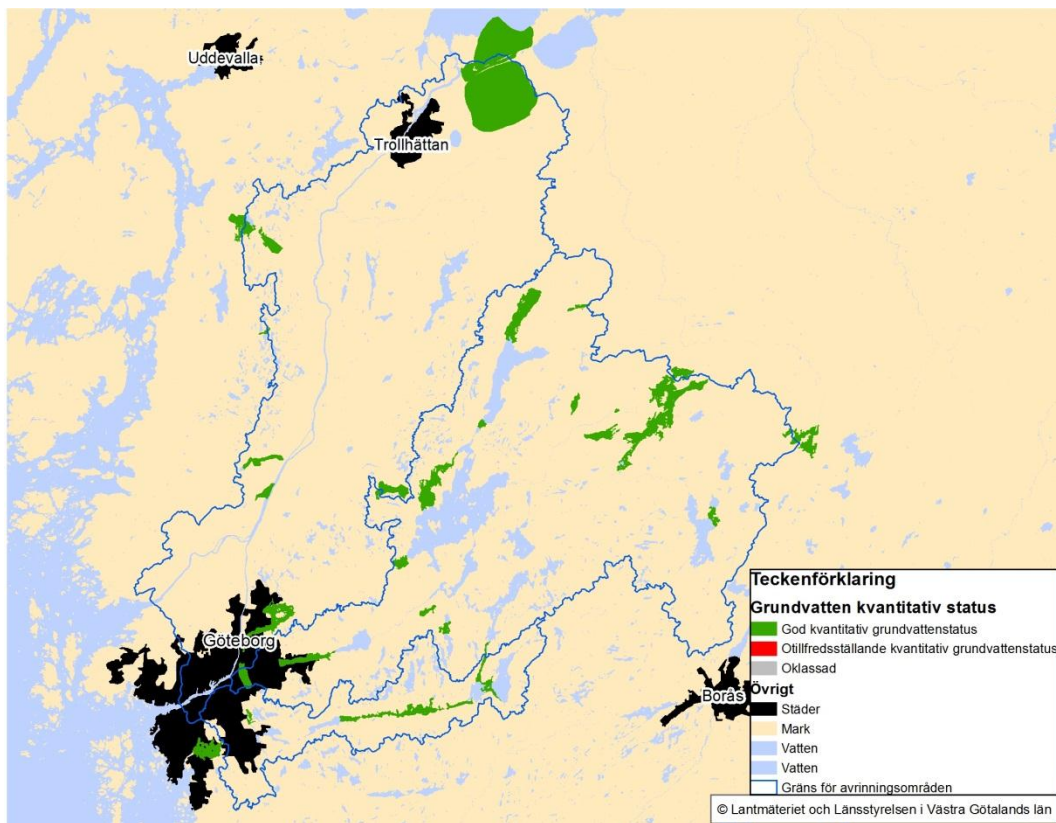 Uddevalla
Trollhättan
Göteborg
Borås
Teckenförklaring
Grundvatten kvantitativ status
God kvantitativ grundvattenstatus
Otillfredsställande kvantitativ grundvattenstatus
Oklassad
Övrigt
Städer
Mark
Vatten
Vatten
Gräns för avrinningsområden
© Lantmäteriet och Länsstyrelsen i Västra Götalands län